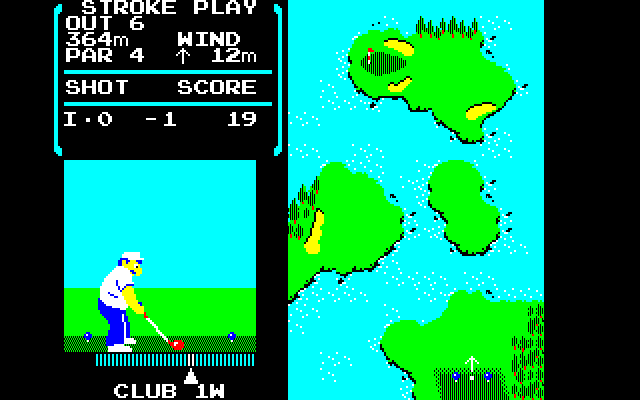 STROKE PLAY
OUT 6
364m WIND
PAR 4 ↑ 12m
SHOT SCORE
I·0 -1 19
CLUB 1W